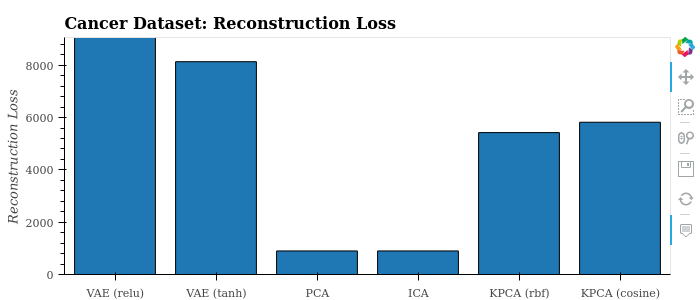 Cancer Dataset: Reconstruction Loss
Reconstruction Loss
8000
6000
4000
2000
0
VAE (relu) VAE (tanh) PCA ICA KPCA (rbf) KPCA (cosine)